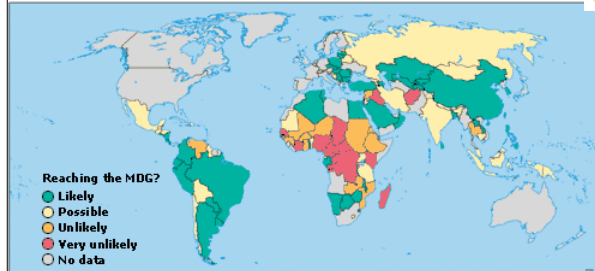 Reaching the MDG?
Likely
Possible
Unlikely
Very unlikely
No data